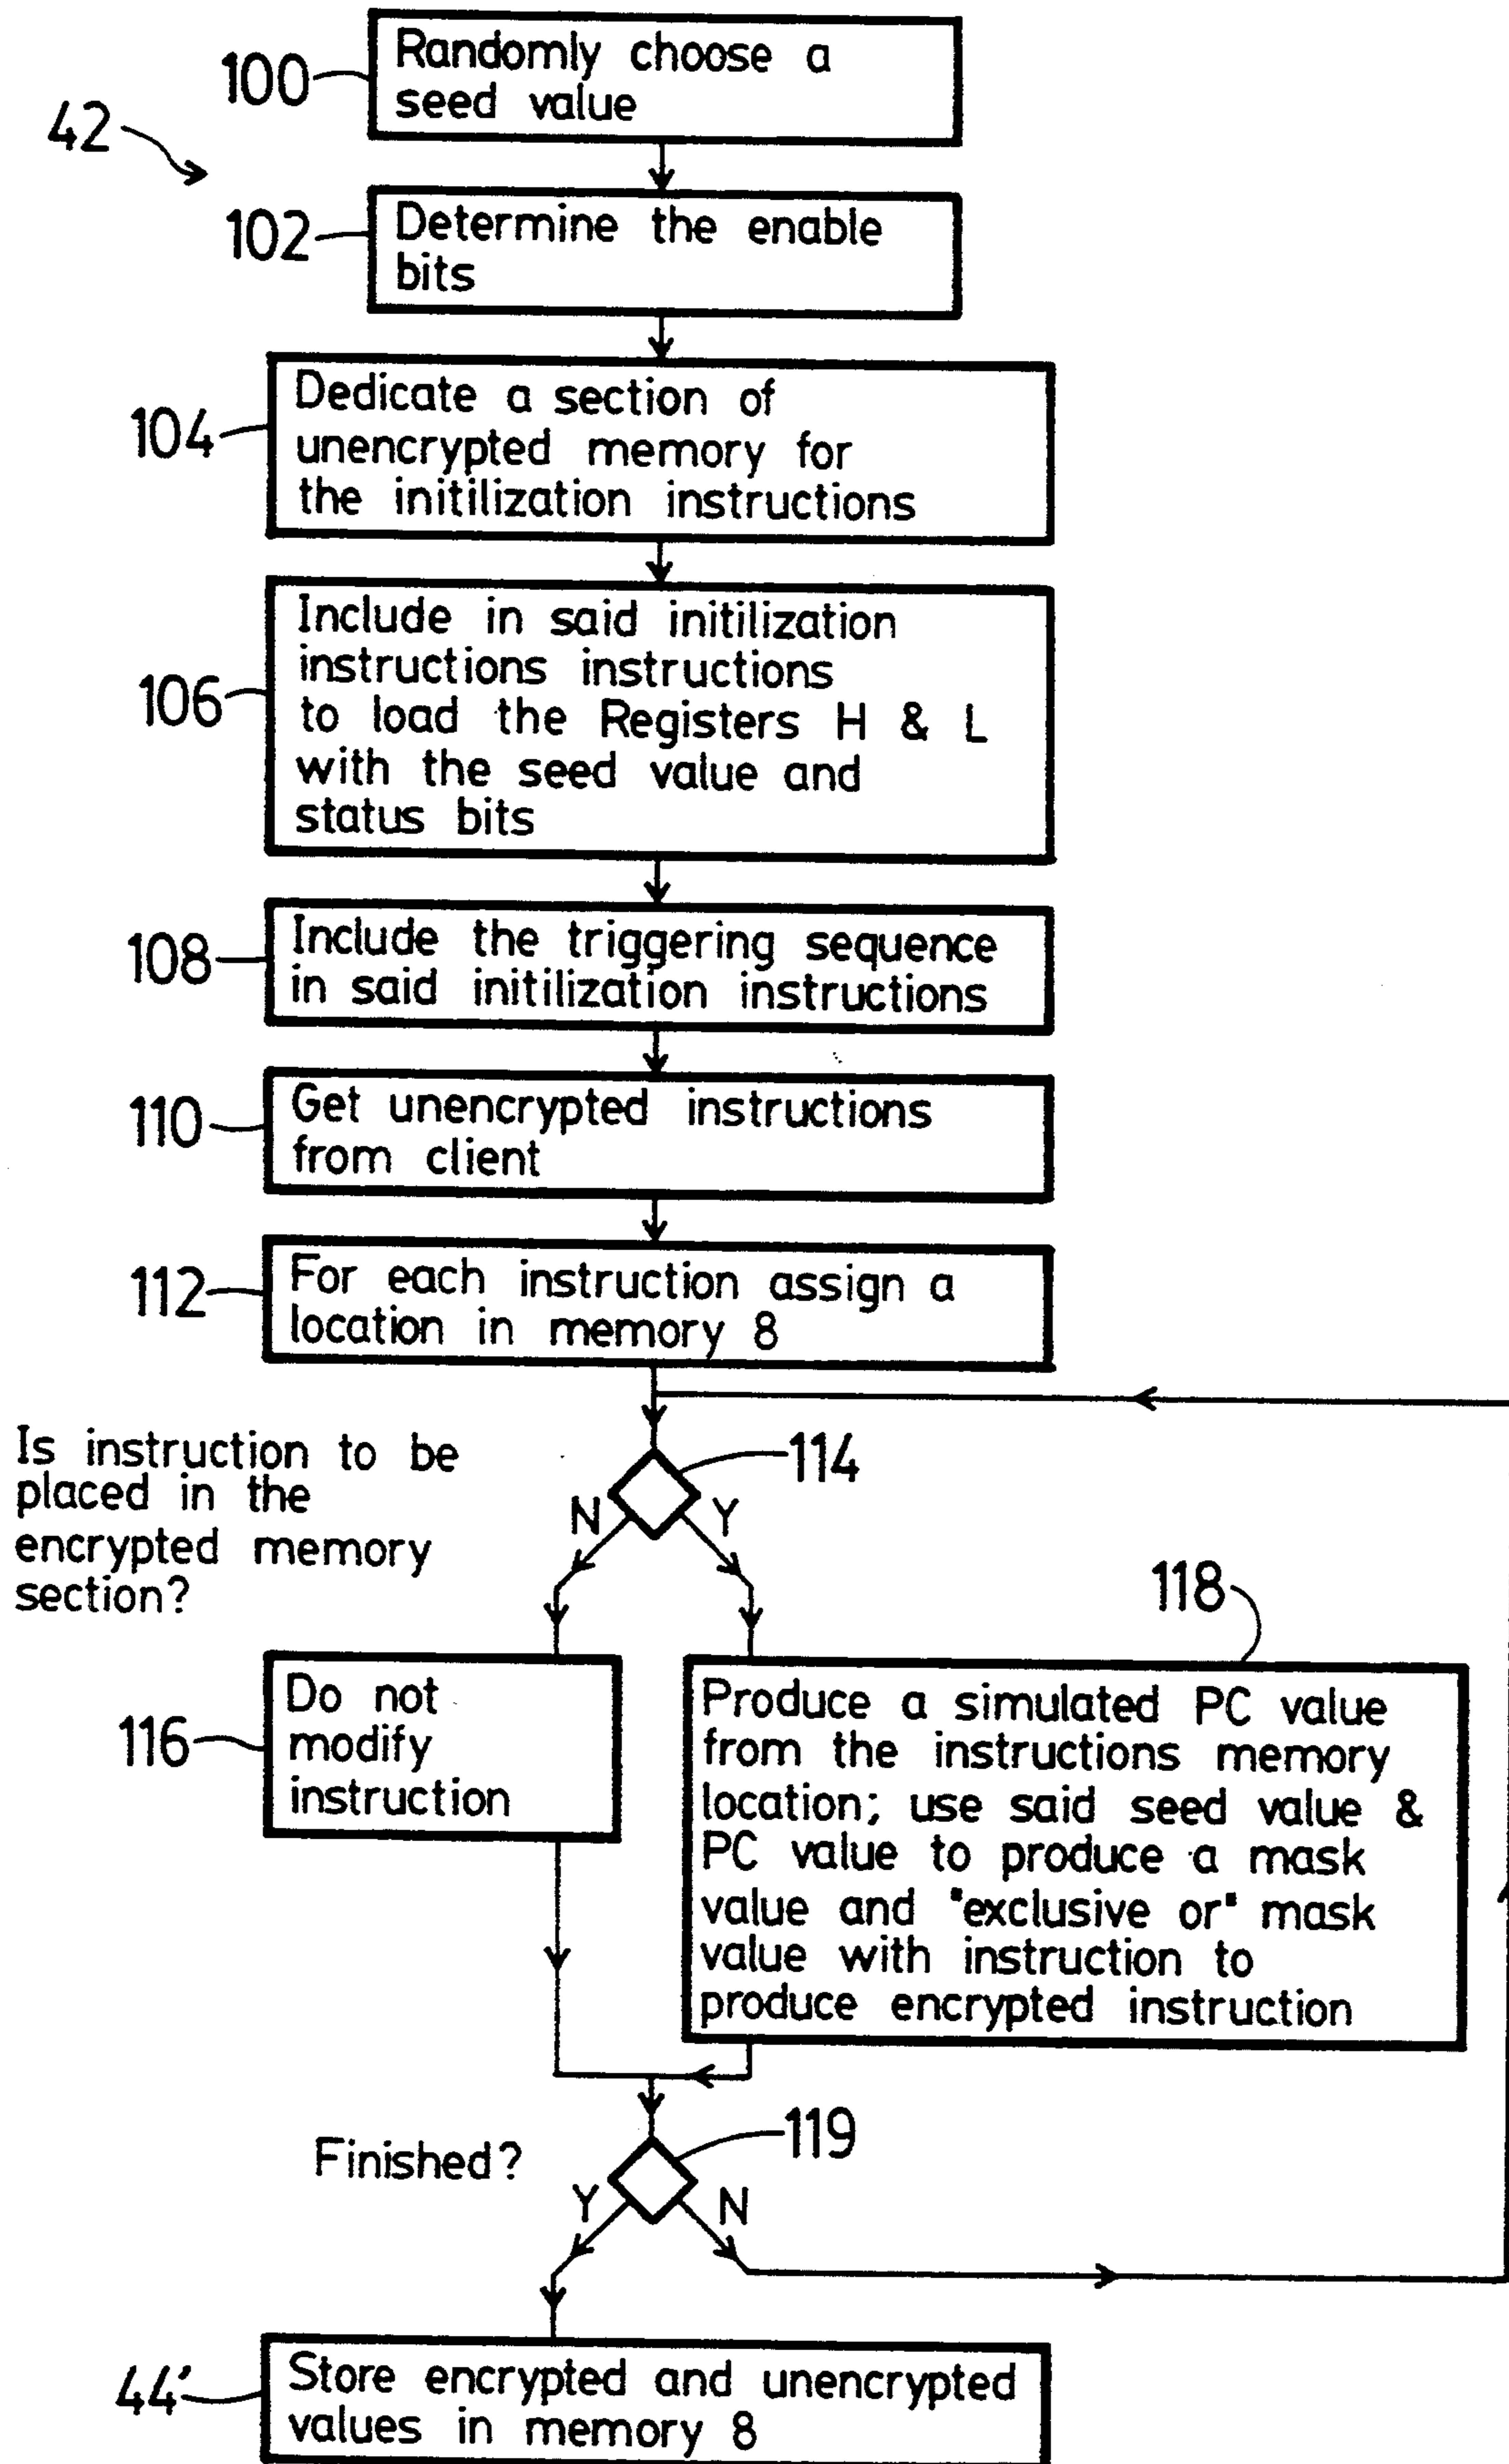 100
Randomly choose a
seed value
42
102
Determine the enable
bits
104
Dedicate a section of
unencrypted memory for
the initilization instructions
106
Include in said initilization
instructions instructions
to load the Registers H & L
with the seed value and
status bits
108
Include the triggering sequence
in said initilization instructions
110
Get unencrypted instructions
from client
112
For each instruction assign a
location in memory 8
Is instruction to be
placed in the
encrypted memory
section?
114
N
Y
116
Do not
modify
instruction
118
Produce a simulated PC value
from the instructions memory
location; use said seed value &
PC value to produce a mask
value and "exclusive or" mask
value with instruction to
produce encrypted instruction
Finished?
119
Y
N
44'
Store encrypted and unencrypted
values in memory 8